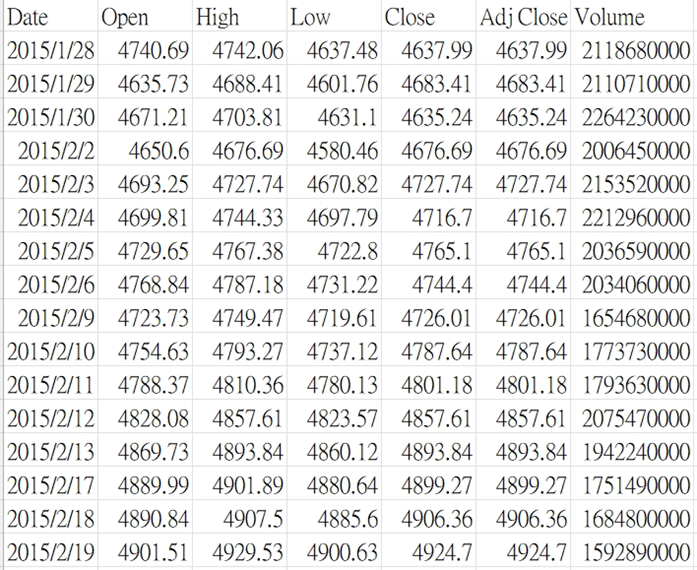 Date Open High Low Close Adj Close Volume
2015/1/28 4740.69 4742.06 4637.48 4637.99 4637.99 2118680000
2015/1/29 4635.73 4688.41 4601.76 4683.41 4683.41 2110710000
2015/1/30 4671.21 4703.81 4631.1 4635.24 4635.24 2264230000
2015/2/2 4650.6 4676.69 4580.46 4676.69 4676.69 2006450000
2015/2/3 4693.25 4727.74 4670.82 4727.74 4727.74 2153520000
2015/2/4 4699.81 4744.33 4697.79 4716.7 4716.7 2212960000
2015/2/5 4729.65 4767.38 4722.8 4765.1 4765.1 2036590000
2015/2/6 4768.84 4787.18 4731.22 4744.4 4744.4 2034060000
2015/2/9 4723.73 4749.47 4719.61 4726.01 4726.01 1654680000
2015/2/10 4754.63 4793.27 4737.12 4787.64 4787.64 1773730000
2015/2/11 4788.37 4810.36 4780.13 4801.18 4801.18 1793630000
2015/2/12 4828.08 4857.61 4823.57 4857.61 4857.61 2075470000
2015/2/13 4869.73 4893.84 4860.12 4893.84 4893.84 1942240000
2015/2/17 4889.99 4901.89 4880.64 4899.27 4899.27 1751490000
2015/2/18 4890.84 4907.5 4885.6 4906.36 4906.36 1684800000
2015/2/19 4901.51 4929.53 4900.63 4924.7 4924.7 1592890000